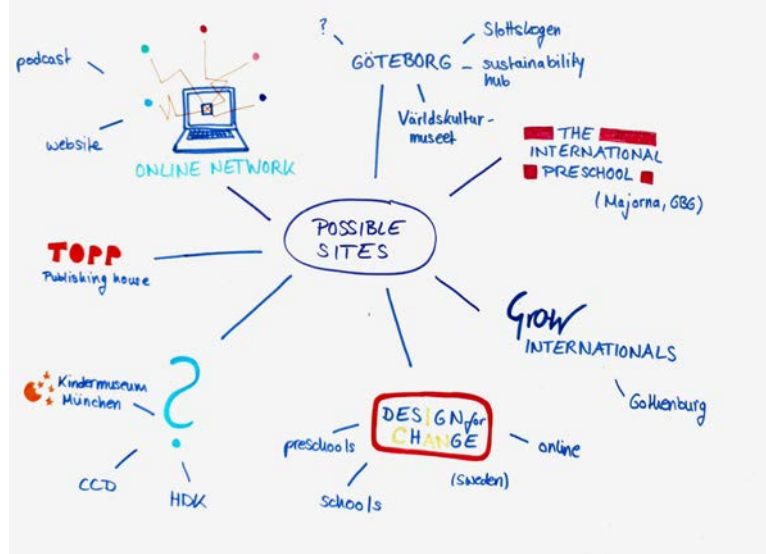 podcast
website
ONLINE NETWORK
?
GÖTEBORG
Slottskogen
sustainability
hub
Världskultur-
museet
THE
INTERNATIONAL
PRESCHOOL
(Majorna, GBG)
POSSIBLE
SITES
TOPP
Publishing house
Grow
INTERNATIONALS
Gothenburg
?
Kindermuseum
München
CCD
HDK
DESIGN for
CHANGE
(Sweden)
preschools
schools
online